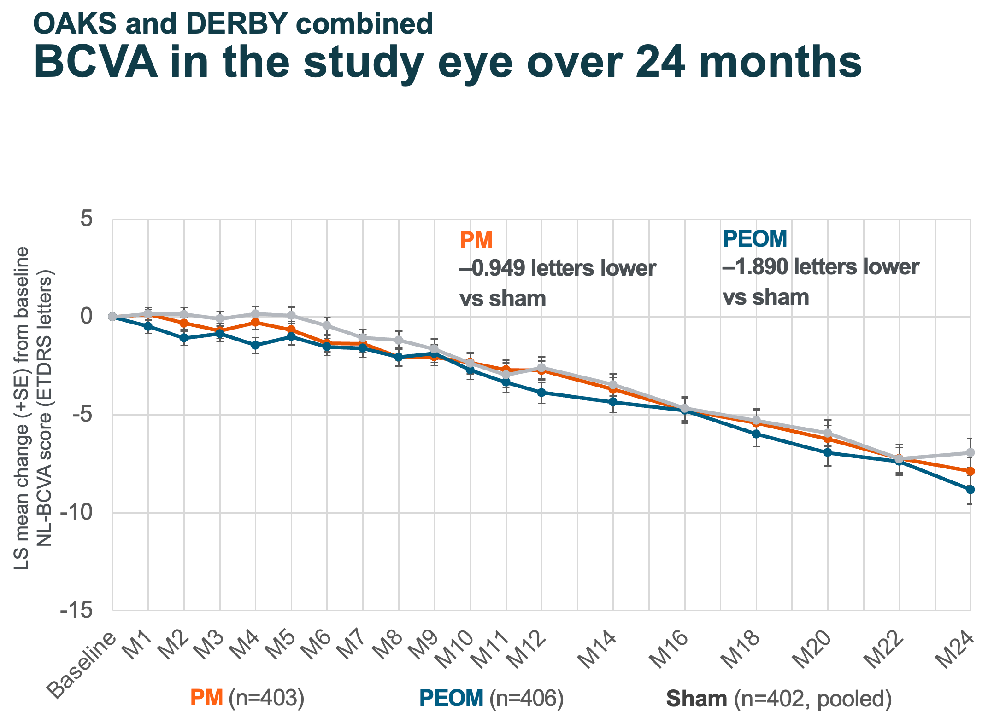 OAKS and DERBY combined
BCVA in the study eye over 24 months
LS mean change (+SE) from baseline
NL-BCVA score (ETDRS letters)
5
0
-5
-10
-15
PM
–0.949 letters lower
vs sham
PEOM
–1.890 letters lower
vs sham
Baseline
M1
M2
M3
M4
M5
M6
M7
M8
M9
M10
M11
M12
M14
M16
M18
M20
M22
M24
PM (n=403)
PEOM (n=406)
Sham (n=402, pooled)